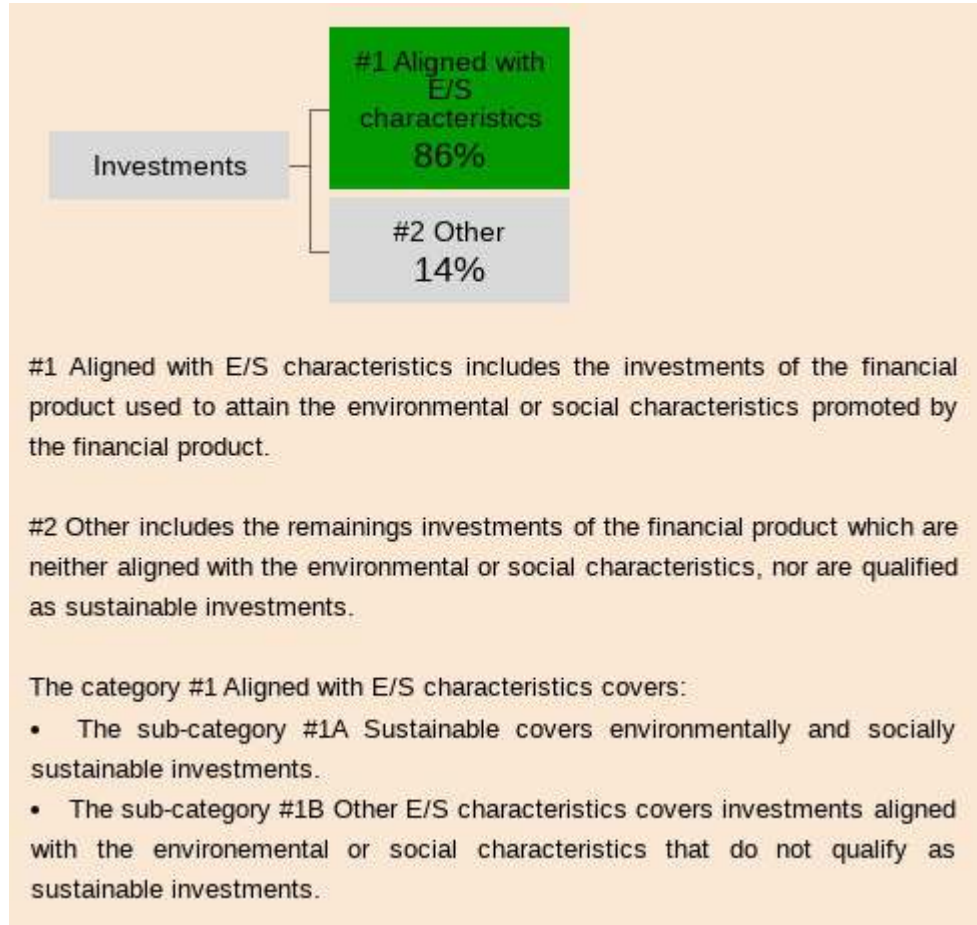 #1 Aligned with
E/S
characteristics
86%
Investments
#2 Other
14%
#1 Aligned with E/S characteristics includes the investments of the financial
product used to attain the environmental or social characteristics promoted by
the financial product.
#2 Other includes the remainings investments of the financial product which are
neither aligned with the environmental or social characteristics, nor are qualified
as sustainable investments.
The category #1 Aligned with E/S characteristics covers:
• The sub-category #1A Sustainable covers environmentally and socially
sustainable investments.
• The sub-category #1B Other E/S characteristics covers investments aligned
with the environemental or social characteristics that do not qualify as
sustainable investments.